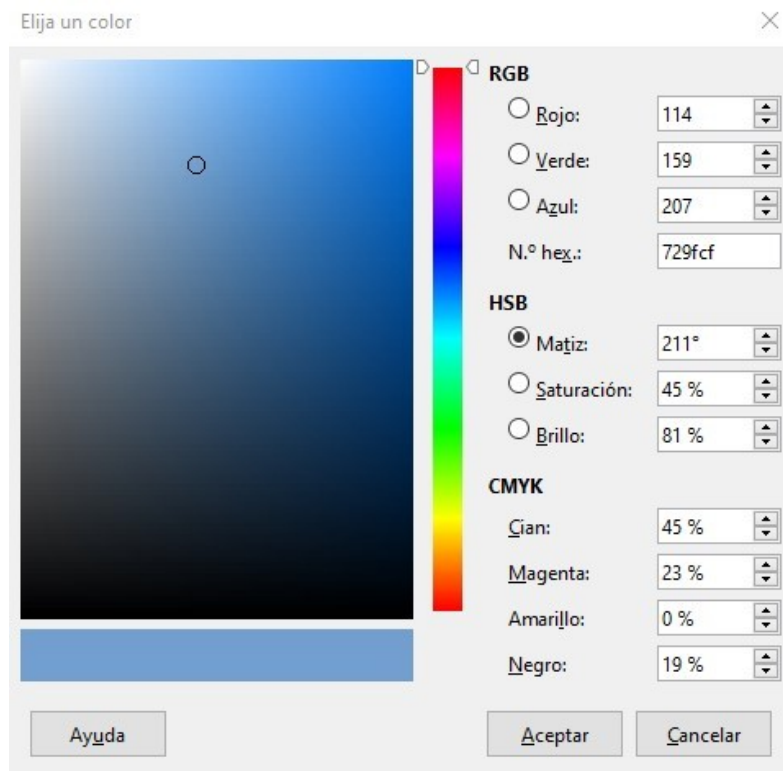 Elija un color
RGB
Rojo: 114
Verde: 159
Azul: 207
N.º hex.: 729fcf
HSB
Matiz: 211°
Saturación: 45 %
Brillo: 81 %
CMYK
Cian: 45 %
Magenta: 23 %
Amarillo: 0 %
Negro: 19 %
Ayuda Aceptar Cancelar